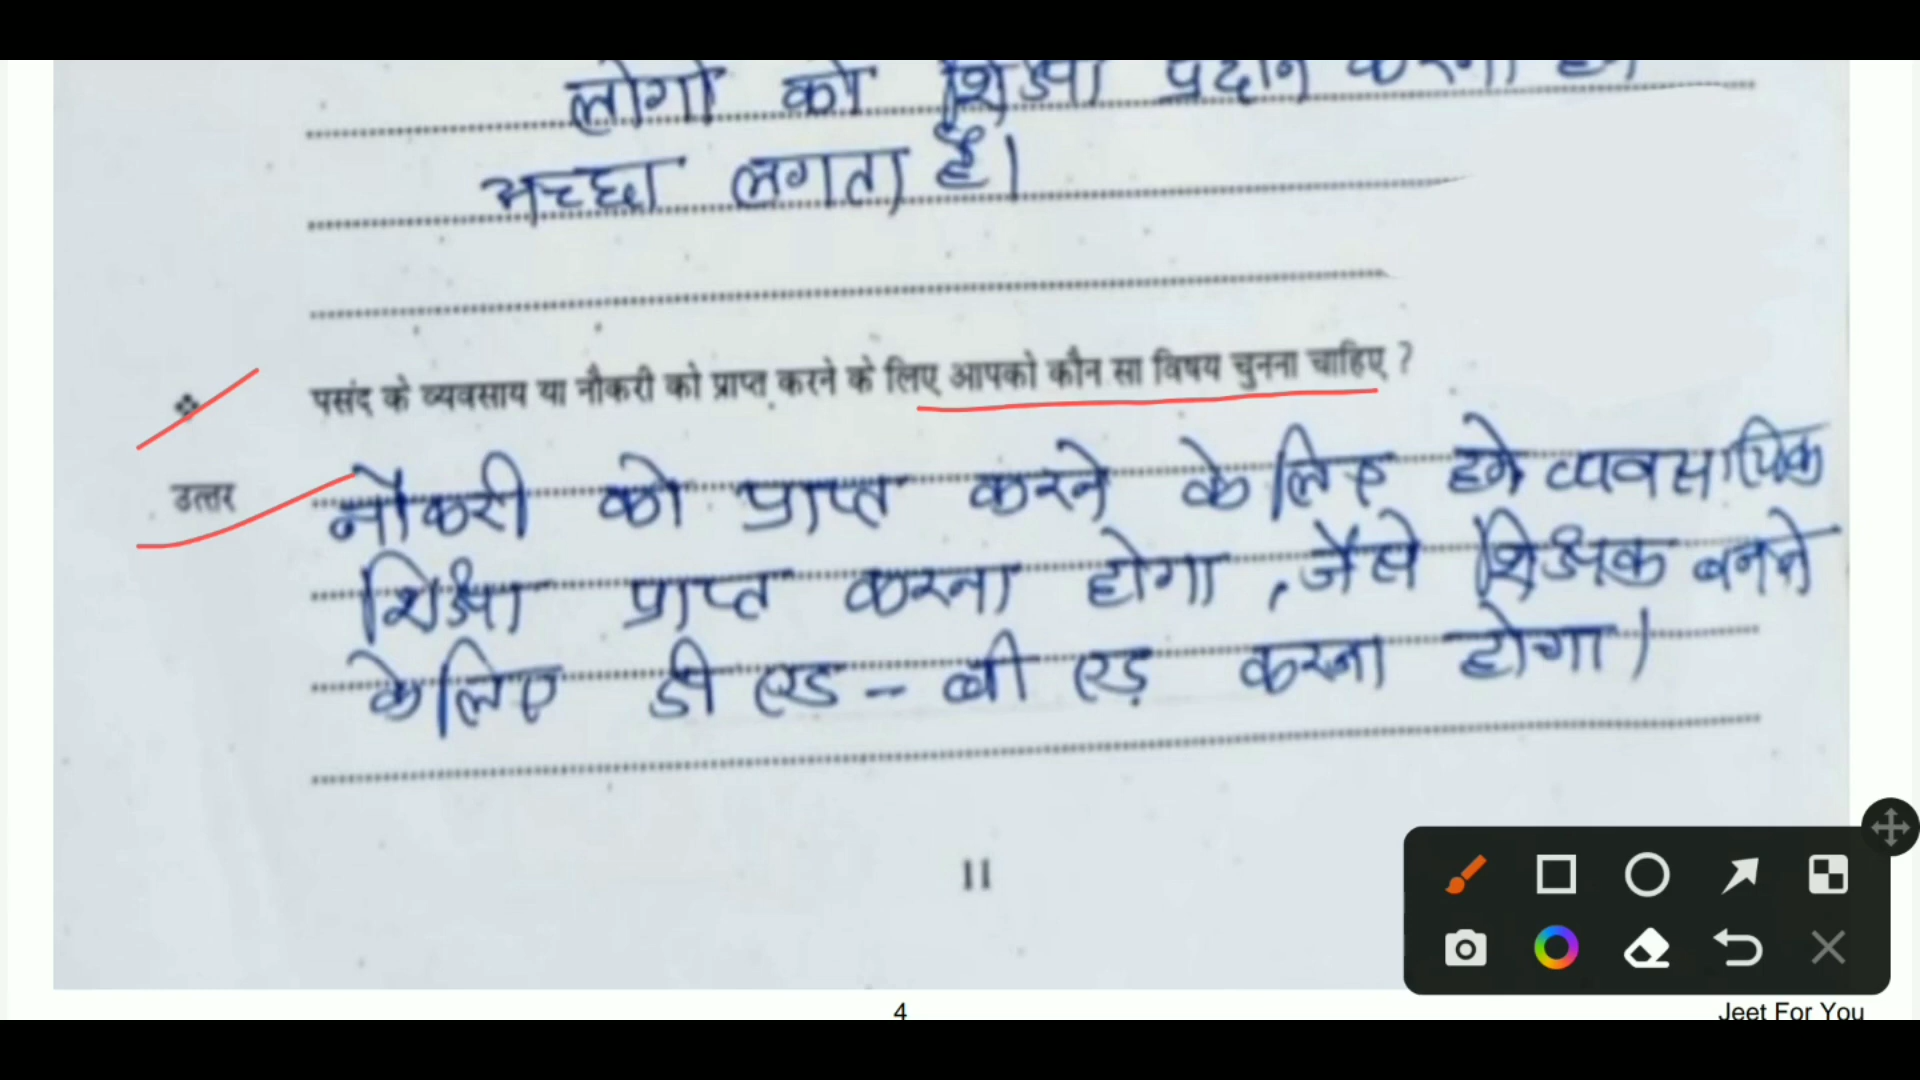 लोगों को शिक्षा प्रदान करना
अच्छा लगता है।
❖ पसंद के व्यवसाय या नौकरी को प्राप्त करने के लिए आपको कौन सा विषय चुनना चाहिए ?
उत्तर नौकरी को प्राप्त करने के लिए हमे व्यवसायिक
शिक्षा प्राप्त करना होगा, जैसे शिक्षक बनने
के लिए डी एड - बी एड़ करना होगा।
11
4
Jeet For You